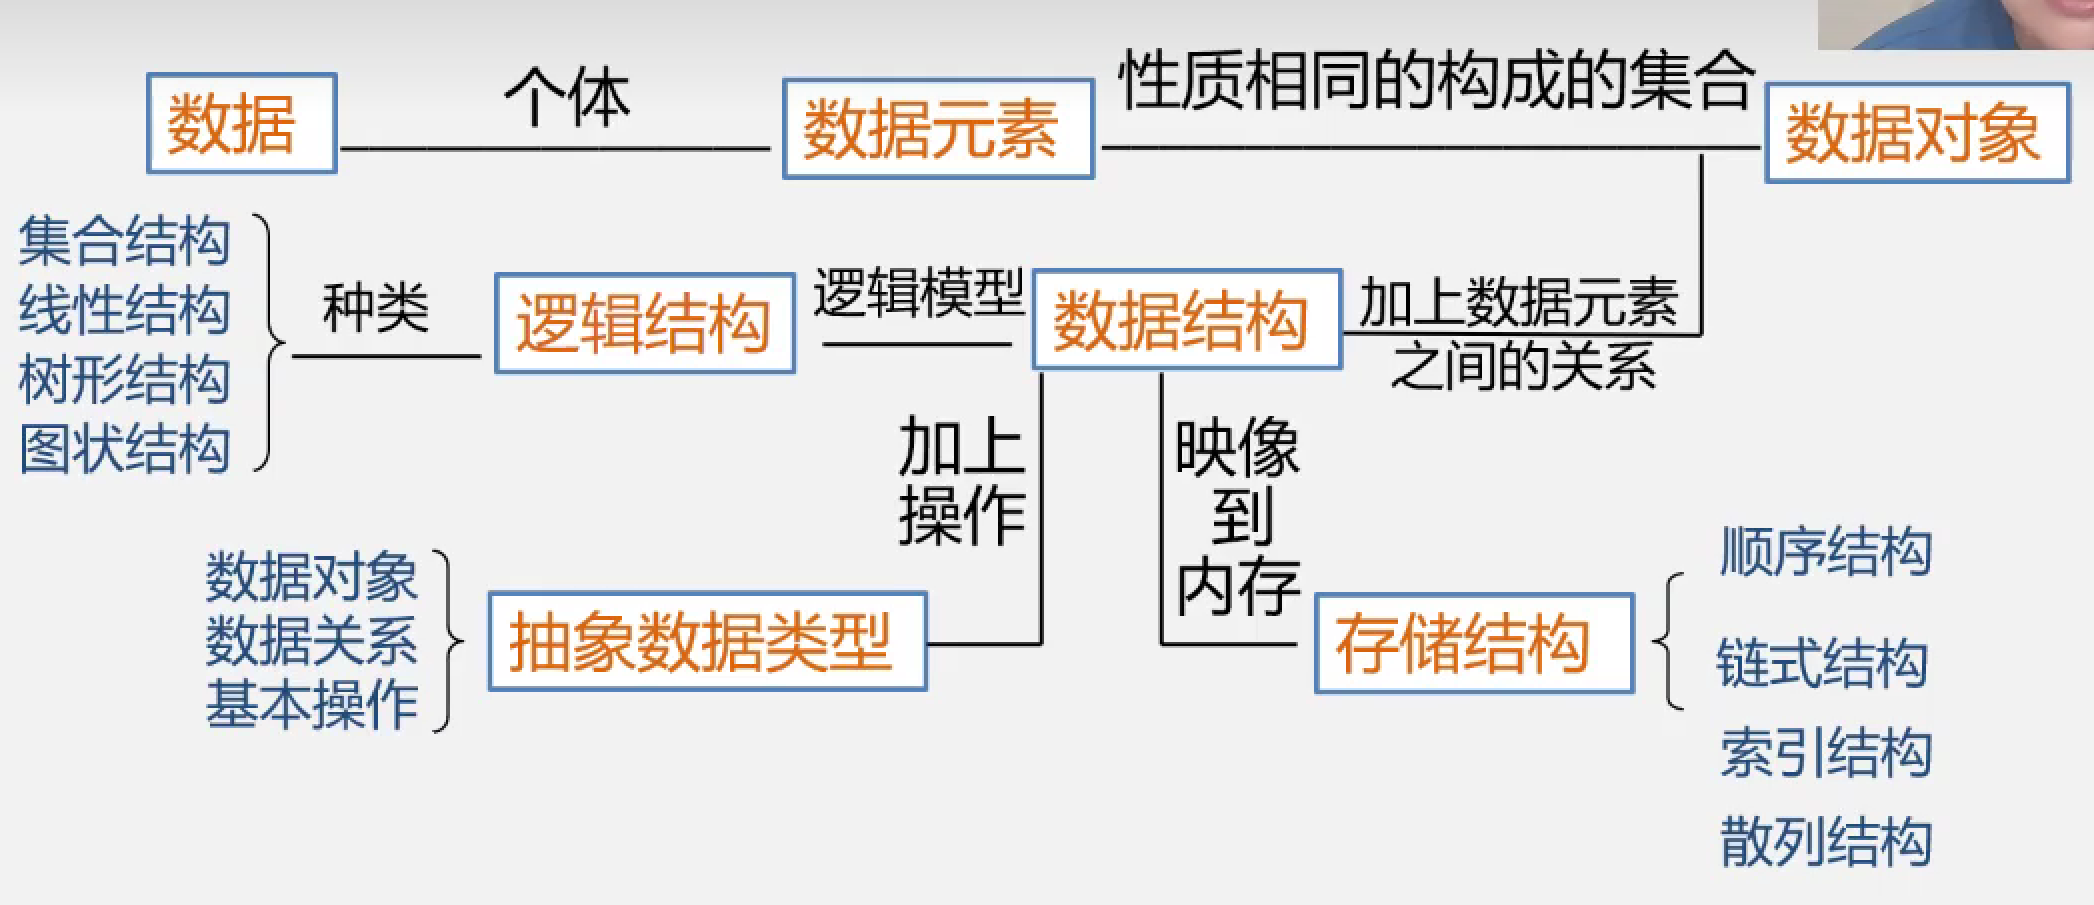 数据
个体
数据元素
性质相同的构成的集合
数据对象
集合结构
线性结构
树形结构
图状结构
种类
逻辑结构
逻辑模型
数据结构
加上数据元素
之间的关系
加上
操作
映像
到
内存
数据对象
数据关系
基本操作
抽象数据类型
存储结构
顺序结构
链式结构
索引结构
散列结构